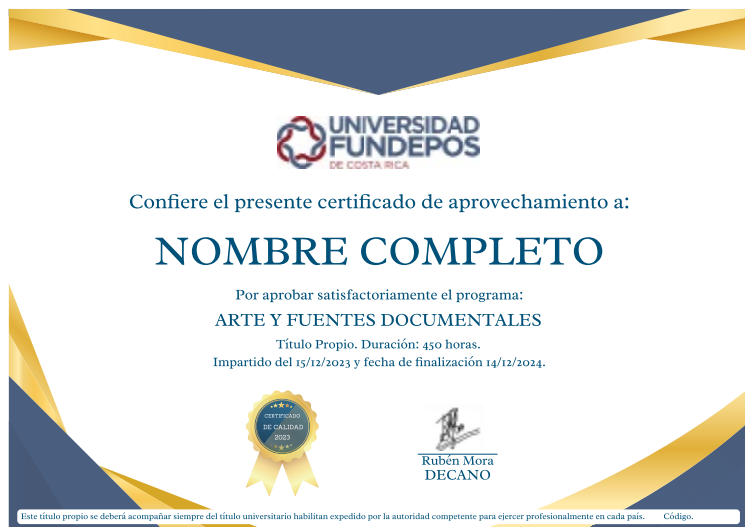 UNIVERSIDAD
FUNDEPOS
DE COSTA RICA
Confiere el presente certificado de aprovechamiento a:
NOMBRE COMPLETO
Por aprobar satisfactoriamente el programa:
ARTE Y FUENTES DOCUMENTALES
Título Propio. Duración: 450 horas.
Impartido del 15/12/2023 y fecha de finalización 14/12/2024.
CERTIFICADO
DE CALIDAD
2023
Rubén Mora
DECANO
Este título propio se deberá acompañar siempre del título universitario habilitan expedido por la autoridad competente para ejercer profesionalmente en cada país. Código.